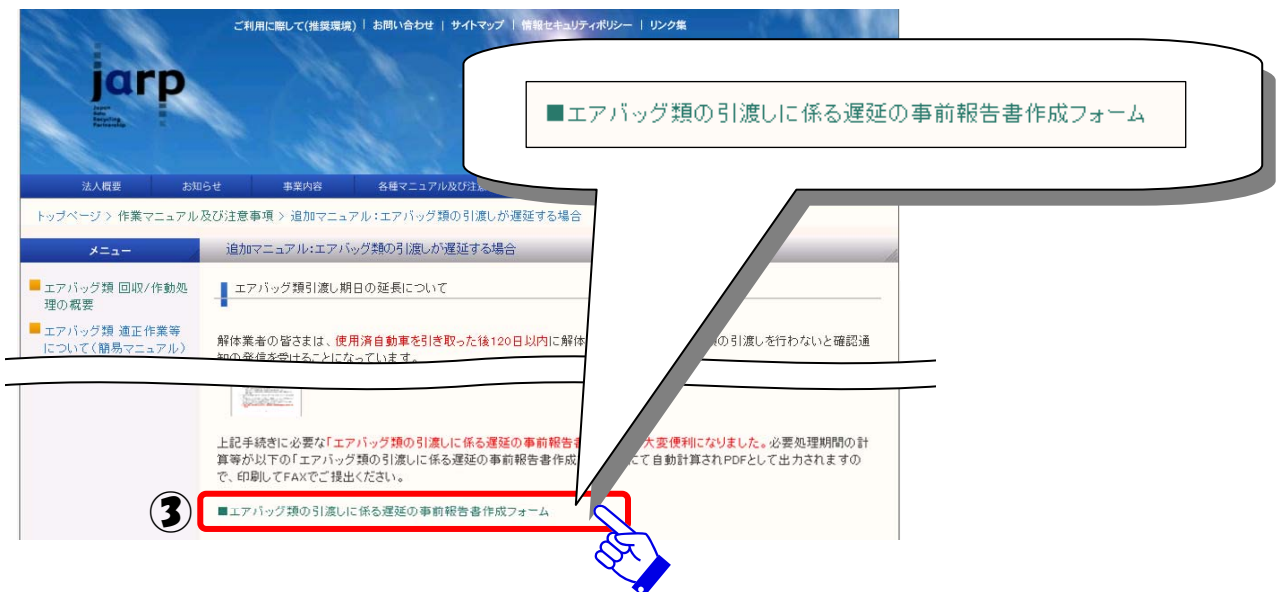 ご利用に際して(推奨環境) | お問い合わせ | サイトマップ | 情報セキュリティポリシー | リンク集
jarp
Japan
Auto
Recycling
Partnership
■エアバッグ類の引渡しに係る遅延の事前報告書作成フォーム
法人概要 お知らせ 事業内容 各種マニュアル及び注意
トップページ > 作業マニュアル及び注意事項 > 追加マニュアル:エアバッグ類の引渡しが遅延する場合
メニュー
追加マニュアル:エアバッグ類の引渡しが遅延する場合
エアバッグ類 回収/作動処
理の概要
エアバッグ類 適正作業等
について(簡易マニュアル)
エアバッグ類引渡し期日の延長について
解体業者の皆さまは、使用済自動車を引き取った後120日以内に解体 の引渡しを行わないと確認通
知の発信を受けることになっています。
上記手続きに必要な「エアバッグ類の引渡しに係る遅延の事前報告書 大変便利になりました。必要処理期間の計
算等が以下の「エアバッグ類の引渡しに係る遅延の事前報告書作成 にて自動計算されPDFとして出力されますの
で、印刷してFAXでご提出ください。
③
■エアバッグ類の引渡しに係る遅延の事前報告書作成フォーム